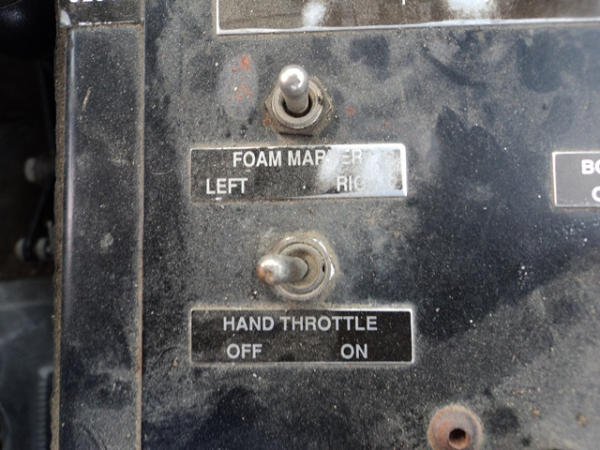 FOAM MARKER
LEFT RIGHT
HAND THROTTLE
OFF ON